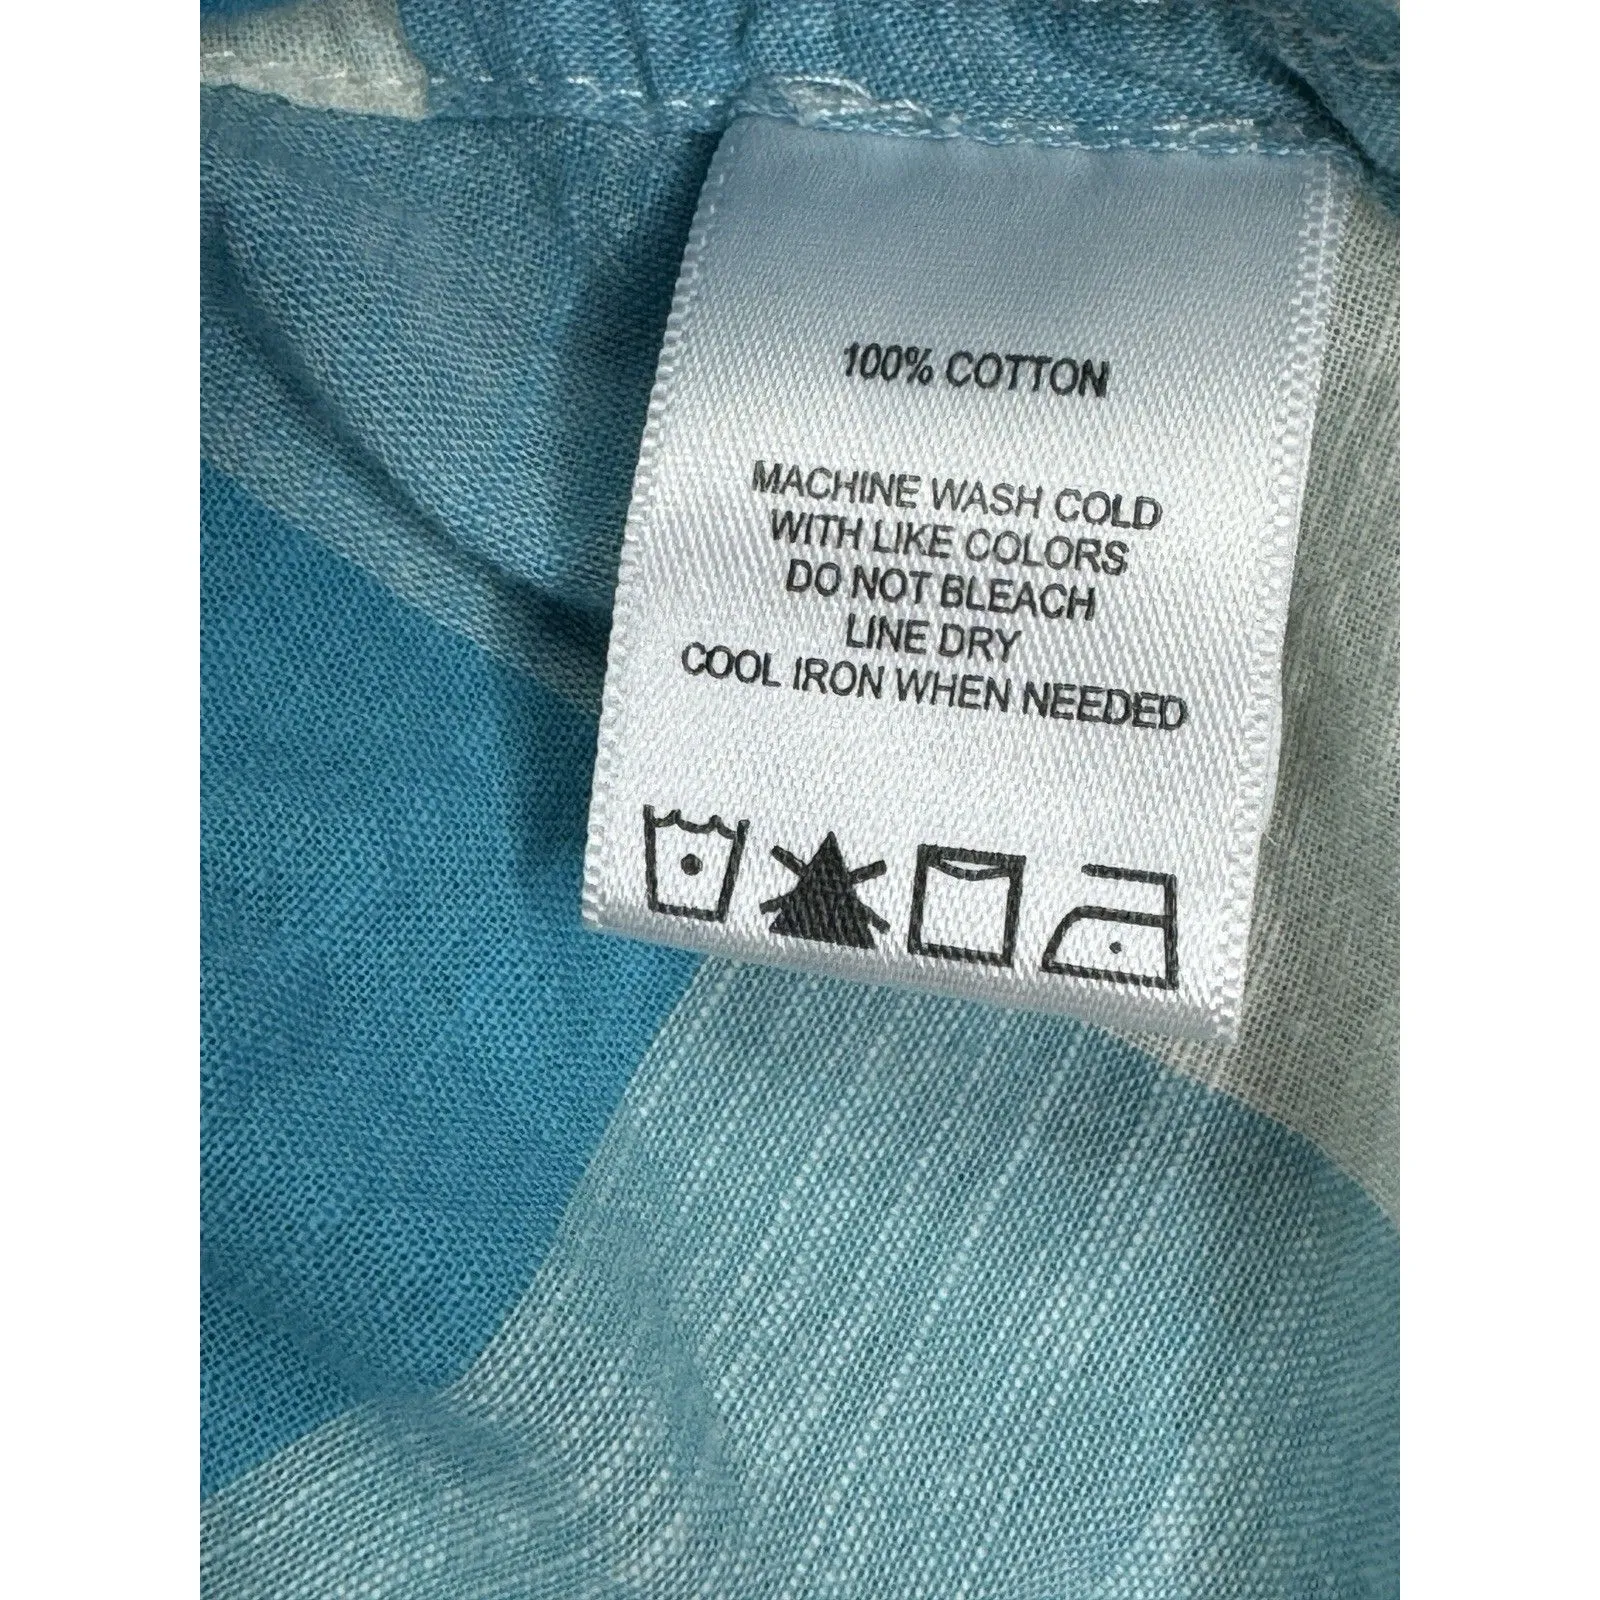 100% COTTON
MACHINE WASH COLD
WITH LIKE COLORS
DO NOT BLEACH
LINE DRY
COOL IRON WHEN NEEDED